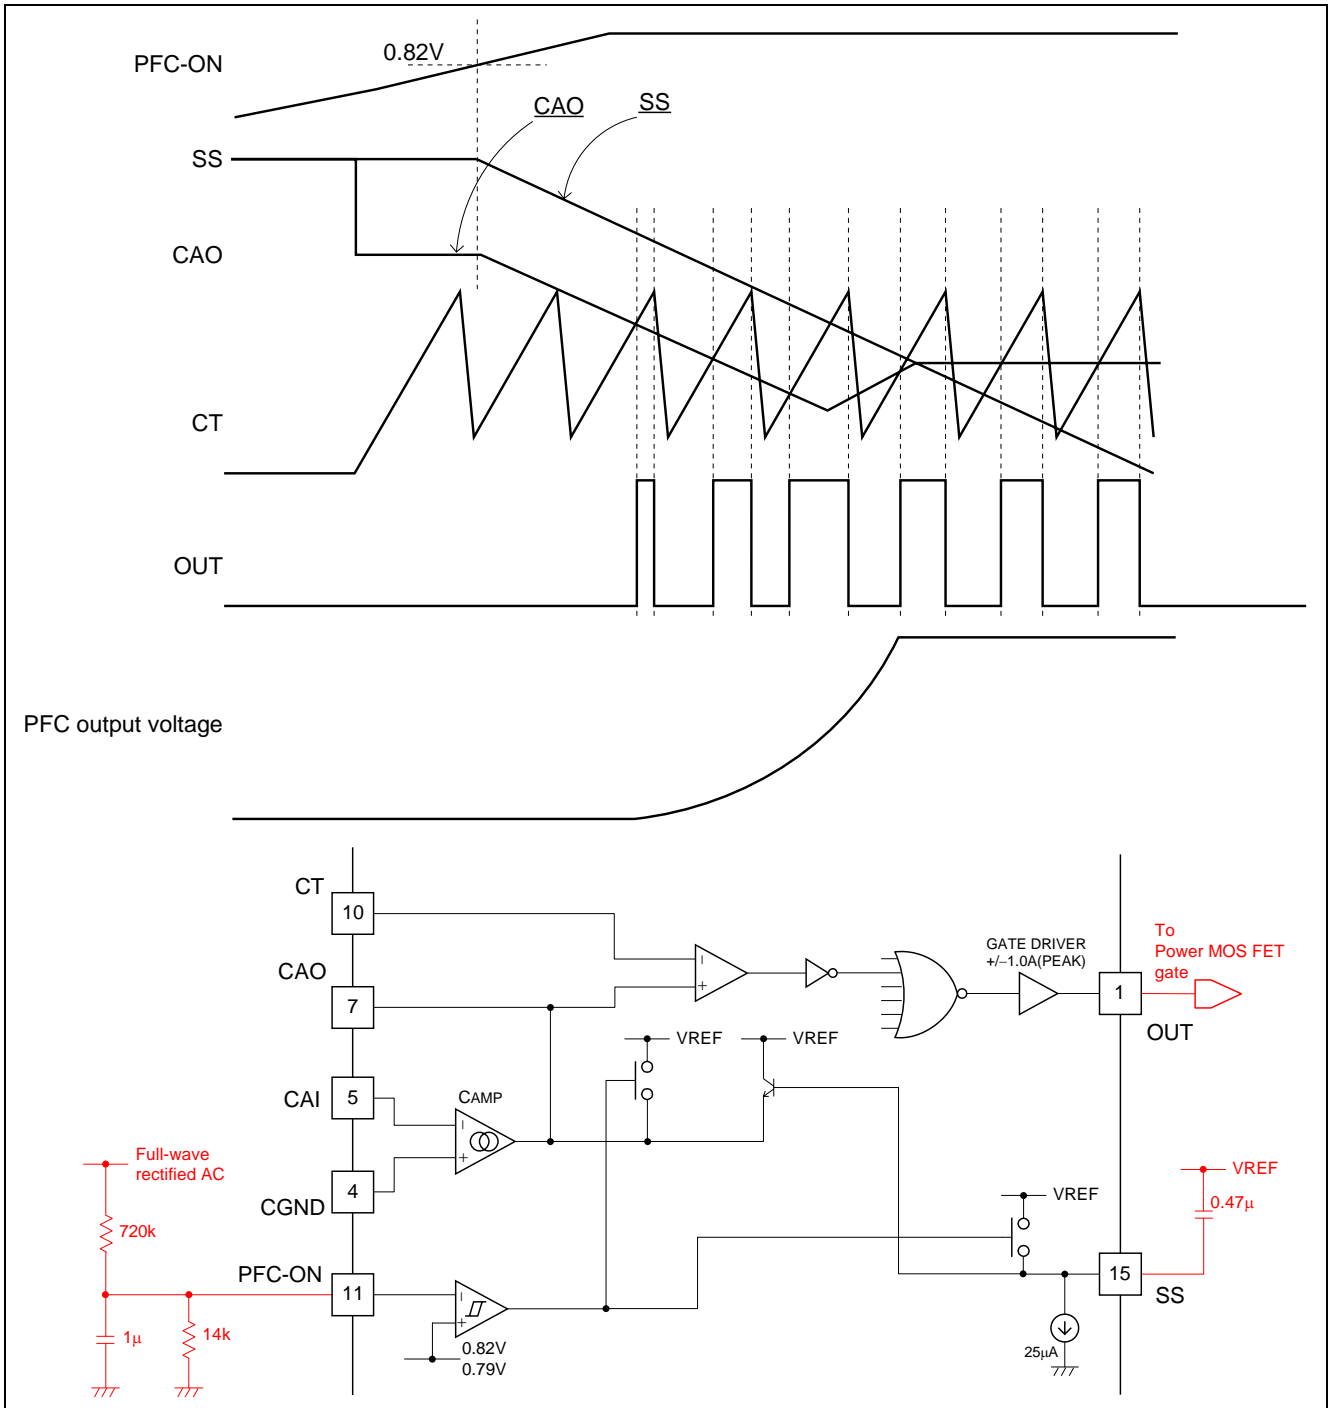 PFC-ON
0.82V
CAO
SS
SS
CAO
CT
OUT
PFC output voltage
CT
10
CAO
7
CAI
5
CAMP
CGND
4
PFC-ON
11
Full-wave
rectified AC
720k
1μ
14k
0.82V
0.79V
VREF
VREF
GATE DRIVER
+/–1.0A(PEAK)
1
OUT
To
Power MOS FET
gate
VREF
VREF
0.47μ
15
SS
25μA